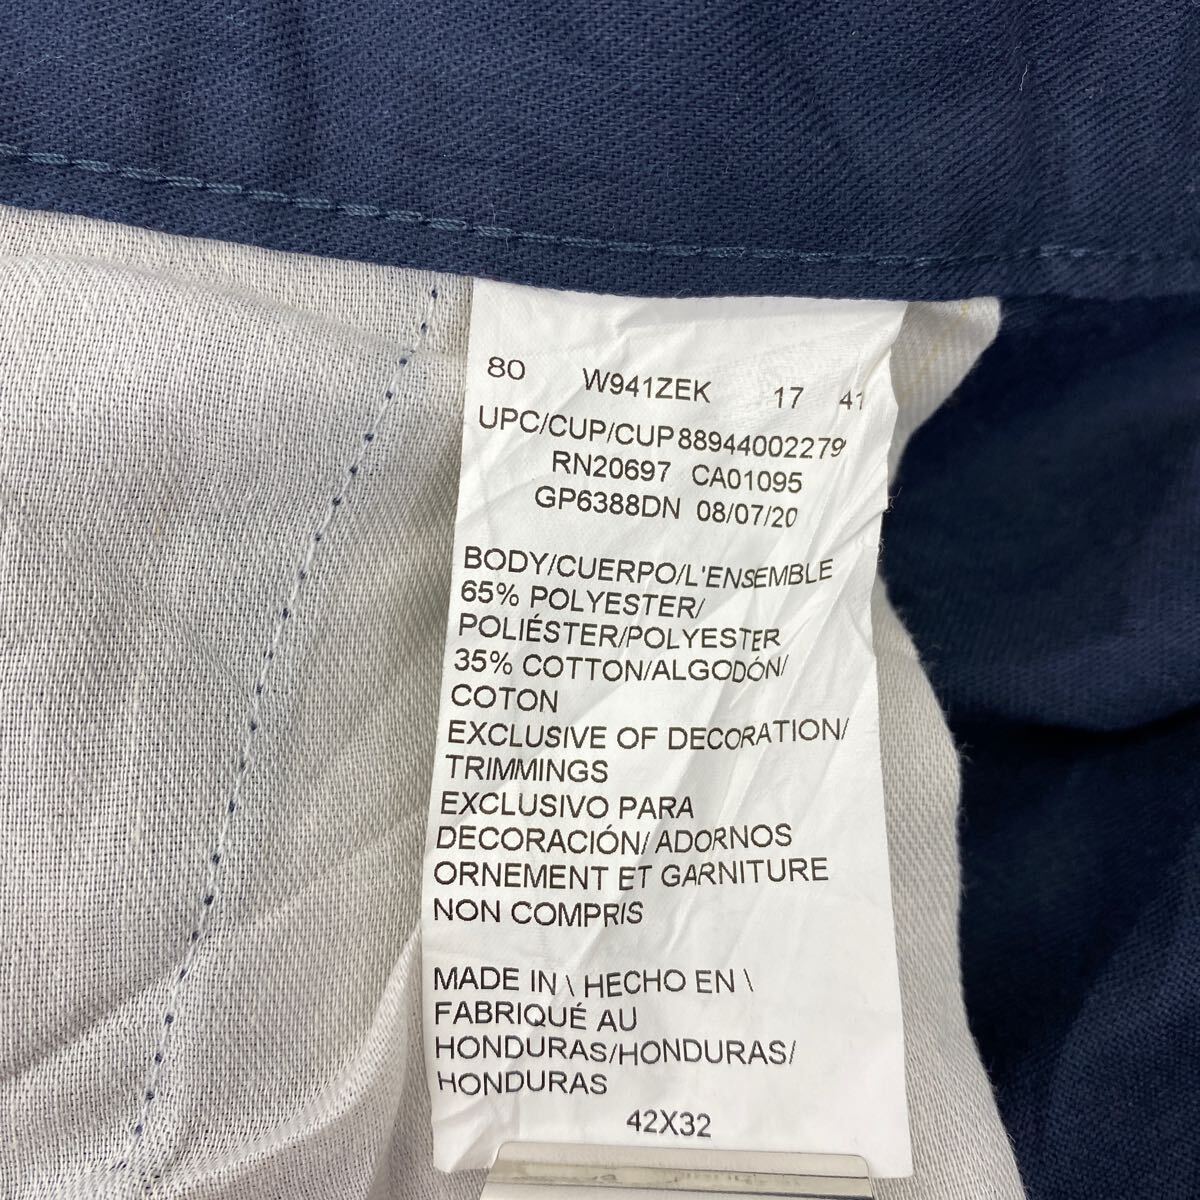 80 W941ZEK 17 41
UPC/CUP/CUP 88944002279
RN20697 CA01095
GP6388DN 08/07/20
BODY/CUERPO/L'ENSEMBLE
65% POLYESTER/
POLIÉSTER/POLYESTER
35% COTTON/ALGODÓN/
COTON
EXCLUSIVE OF DECORATION/
TRIMMINGS
EXCLUSIVO PARA
DECORACIÓN/ ADORNOS
ORNEMENT ET GARNITURE
NON COMPRIS
MADE IN \ HECHO EN \
FABRIQUÉ AU
HONDURAS/HONDURAS/
HONDURAS
42X32